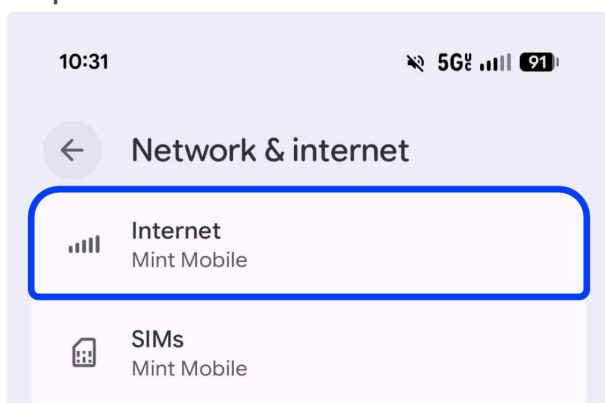 10:31 5G 91
Network & internet
Internet
Mint Mobile
SIMs
Mint Mobile